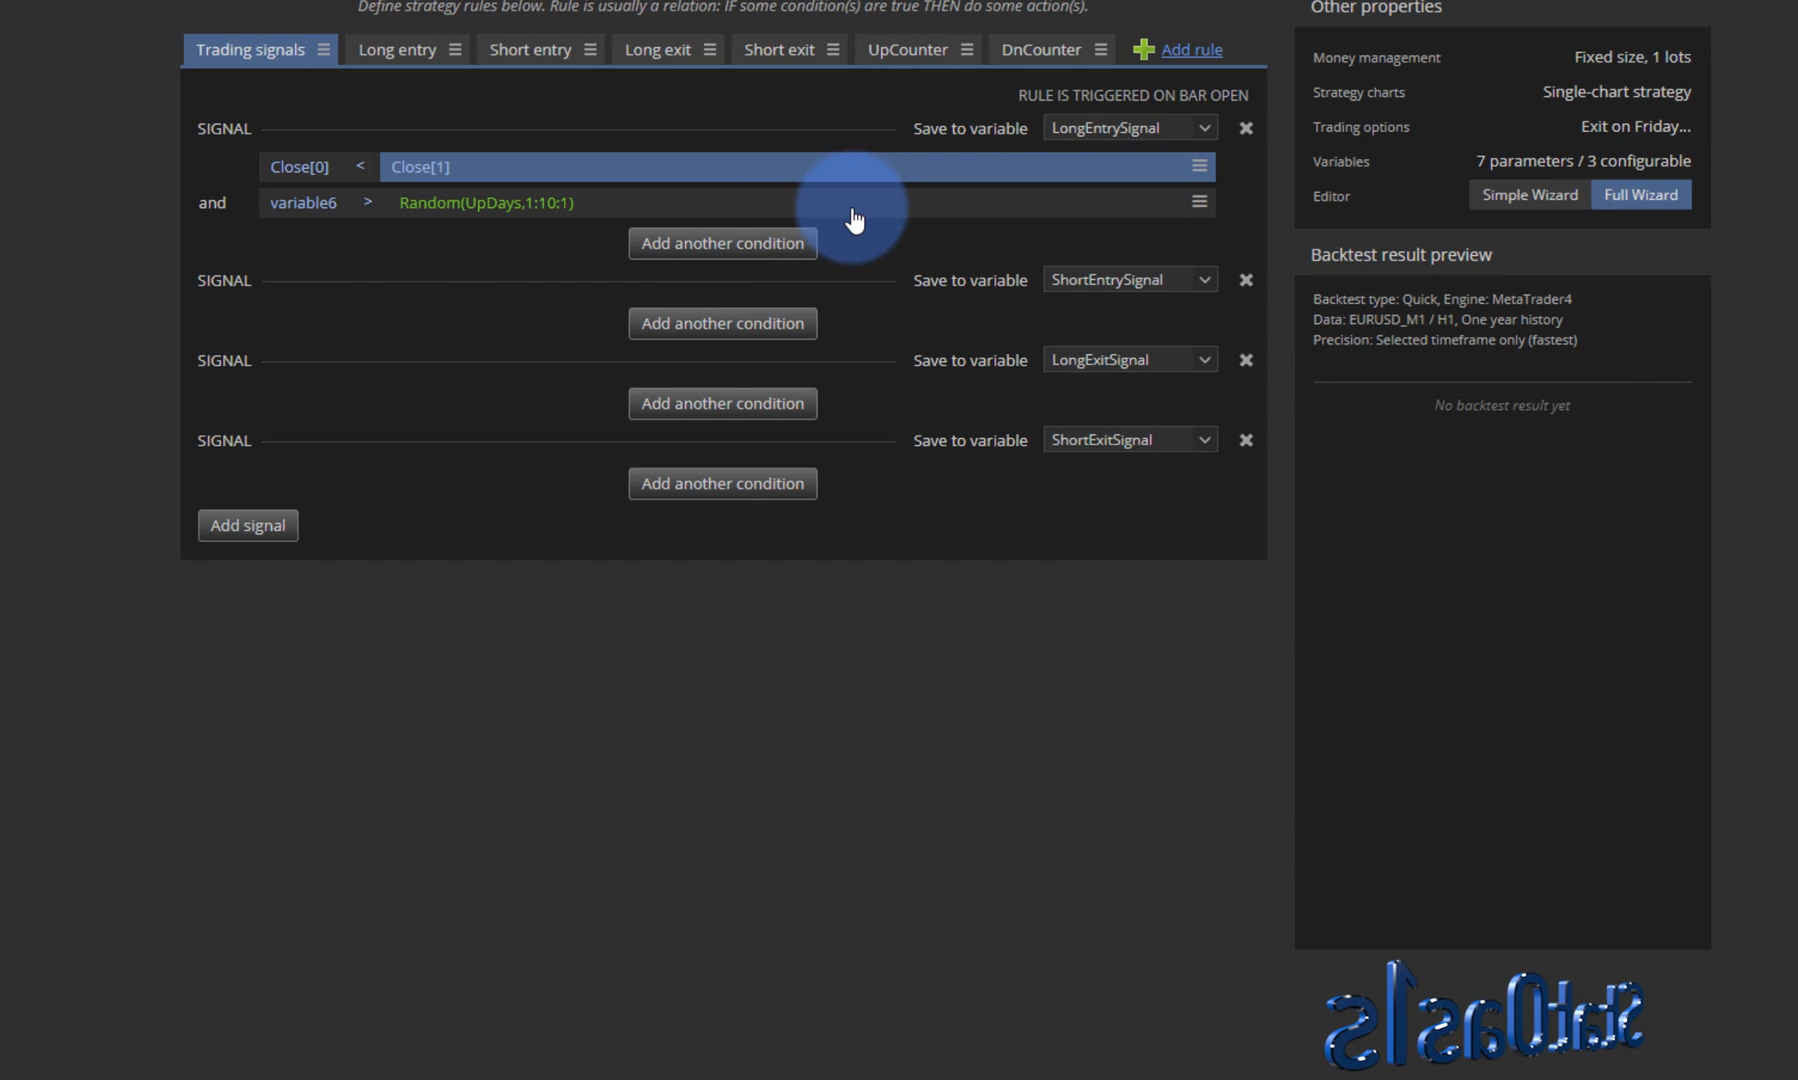 Define strategy rules below. Rule is usually a relation: IF some condition(s) are true THEN do some action(s).
Trading signals Long entry Short entry Long exit Short exit UpCounter DnCounter Add rule
RULE IS TRIGGERED ON BAR OPEN
SIGNAL Save to variable LongEntrySignal
Close[0] < Close[1]
and variable6 > Random(UpDays,1:10:1)
Add another condition
SIGNAL Save to variable ShortEntrySignal
Add another condition
SIGNAL Save to variable LongExitSignal
Add another condition
SIGNAL Save to variable ShortExitSignal
Add another condition
Add signal
Other properties
Money management Fixed size, 1 lots
Strategy charts Single-chart strategy
Trading options Exit on Friday...
Variables 7 parameters / 3 configurable
Editor Simple Wizard Full Wizard
Backtest result preview
Backtest type: Quick, Engine: MetaTrader4
Data: EURUSD_M1 / H1, One year history
Precision: Selected timeframe only (fastest)
No backtest result yet
StatOas1s